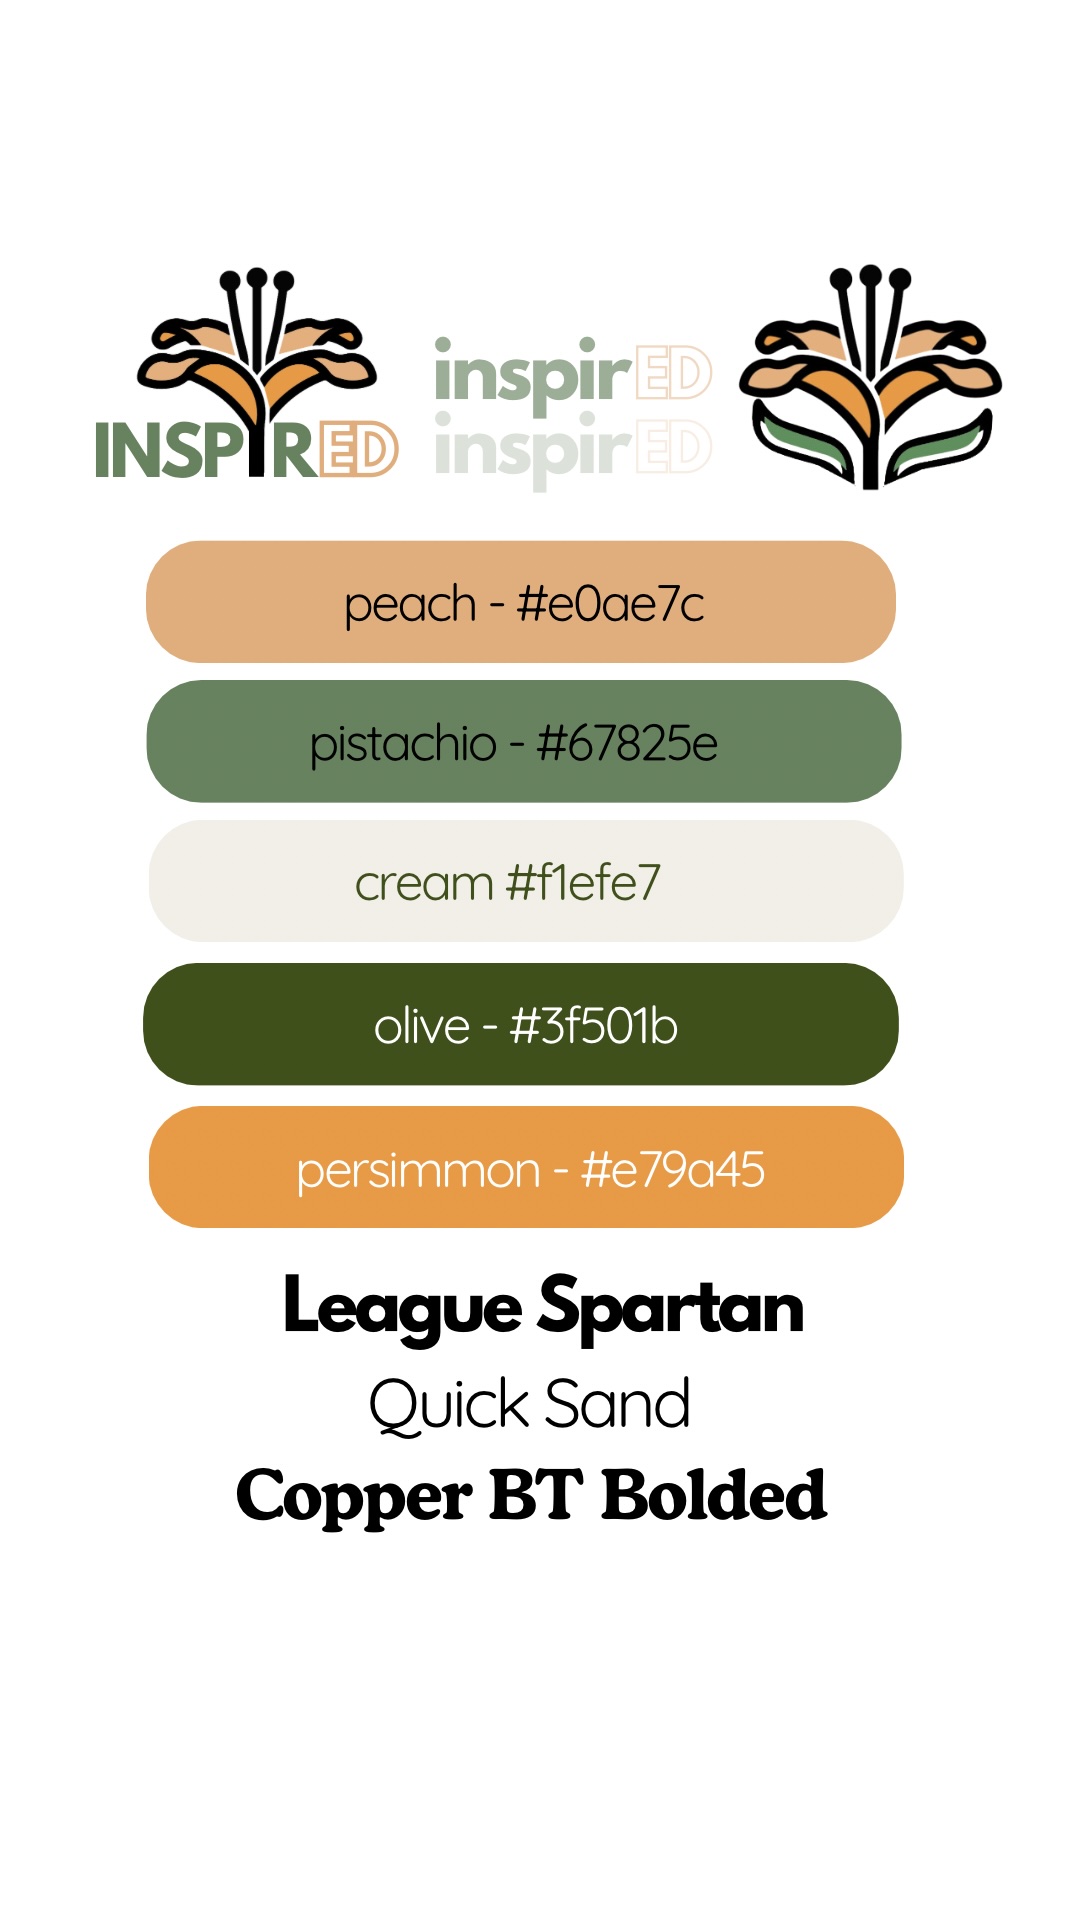 INSPIRED
inspirED
inspirED
peach - #e0ae7c
pistachio - #67825e
cream #f1efe7
olive - #3f501b
persimmon - #e79a45
League Spartan
Quick Sand
Copper BT Bolded